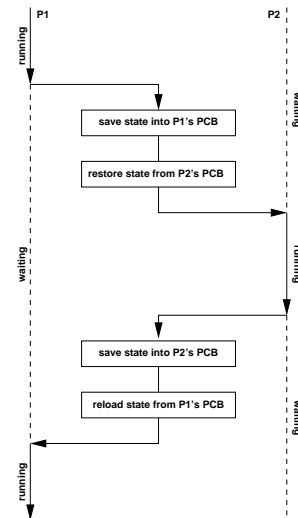 P1
P2
running
waiting
save state into P1's PCB
restore state from P2's PCB
waiting
running
save state into P2's PCB
reload state from P1's PCB
waiting
running